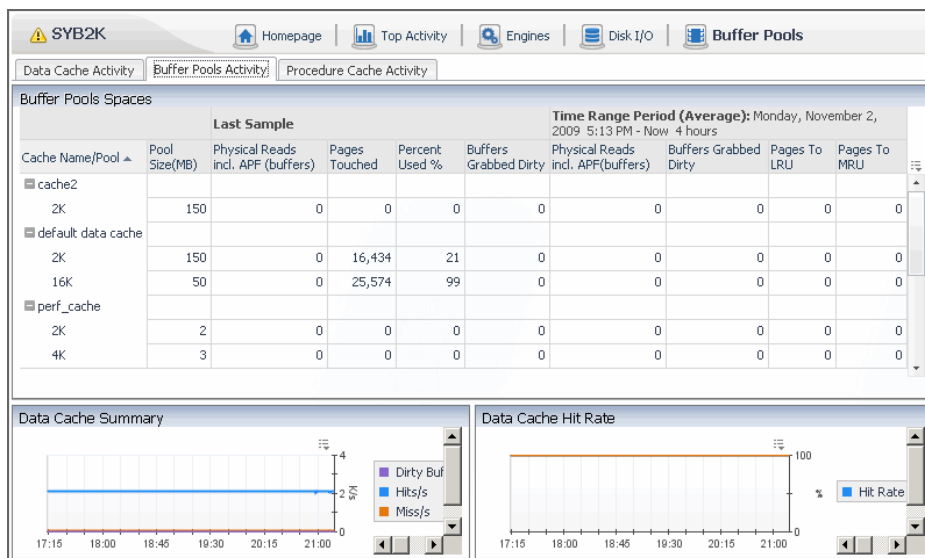 SYB2K Homepage Top Activity Engines Disk I/O Buffer Pools
Data Cache Activity Buffer Pools Activity Procedure Cache Activity
Buffer Pools Spaces
Last Sample
Time Range Period (Average): Monday, November 2,
2009 5:13 PM - Now 4 hours
Cache Name/Pool Pool Size(MB) Physical Reads incl. APF (buffers) Pages Touched Percent Used % Buffers Grabbed Dirty Physical Reads incl. APF(buffers) Buffers Grabbed Dirty Pages To LRU Pages To MRU
cache2
2K 150 0 0 0 0 0 0 0 0
default data cache
2K 150 0 16,434 21 0 0 0 0 0
16K 50 0 25,574 99 0 0 0 0 0
perf_cache
2K 2 0 0 0 0 0 0 0 0
4K 3 0 0 0 0 0 0 0 0
Data Cache Summary
4
2
0
K/s
17:15 18:00 18:45 19:30 20:15 21:00
Dirty Buf
Hits/s
Miss/s
Data Cache Hit Rate
100
0
%
17:15 18:00 18:45 19:30 20:15 21:00
Hit Rate